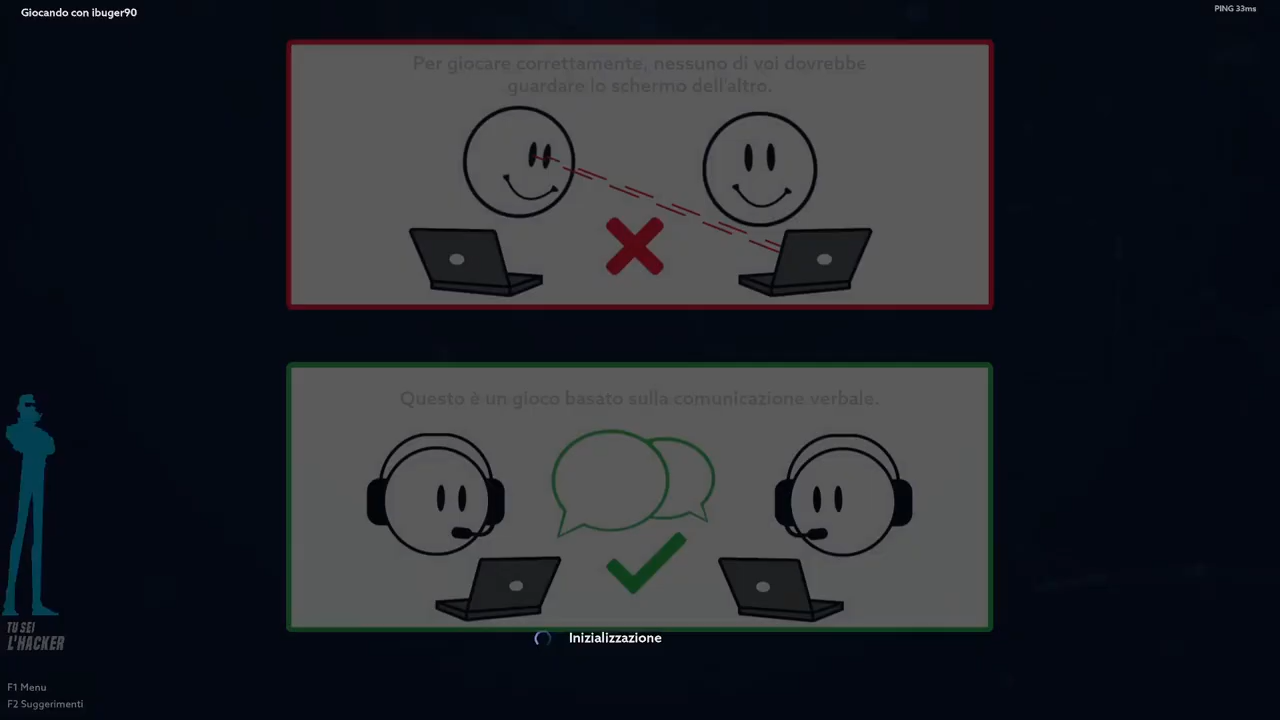 Giocando con ibuger90
PING 33ms
Per giocare correttamente, nessuno di voi dovrebbe
guardare lo schermo dell'altro.
Questo è un gioco basato sulla comunicazione verbale.
Inizializzazione
TU SEI
L'HACKER
F1 Menu
F2 Suggerimenti